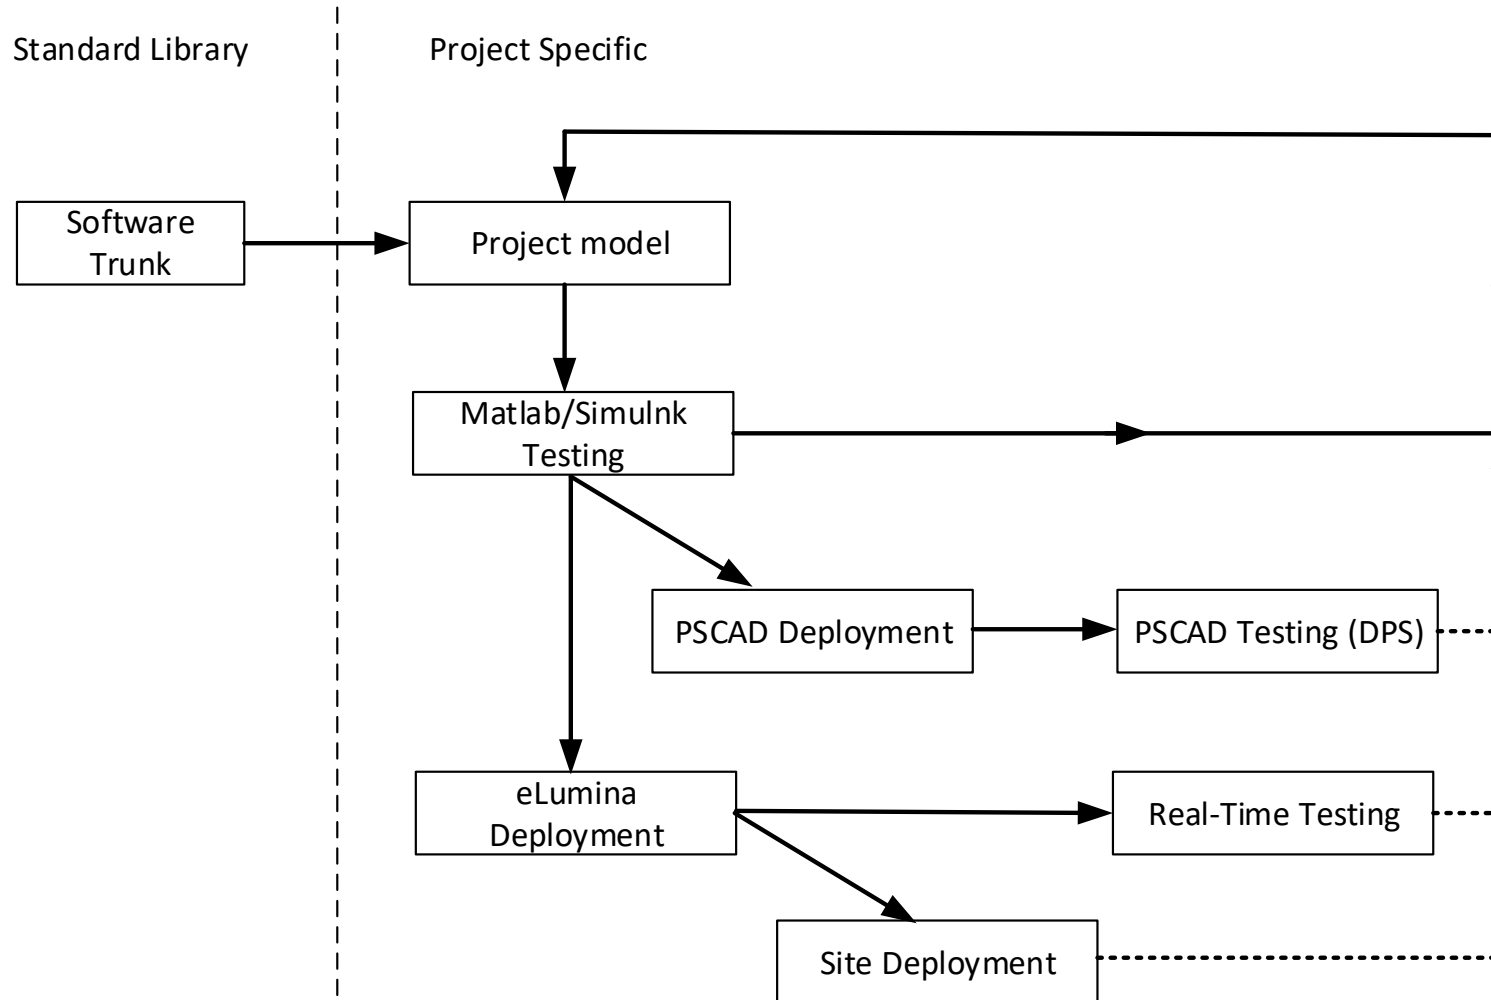 Standard Library
Project Specific
Software
Trunk
Project model
Matlab/Simulnk
Testing
PSCAD Deployment
PSCAD Testing (DPS)
eLumina
Deployment
Real-Time Testing
Site Deployment